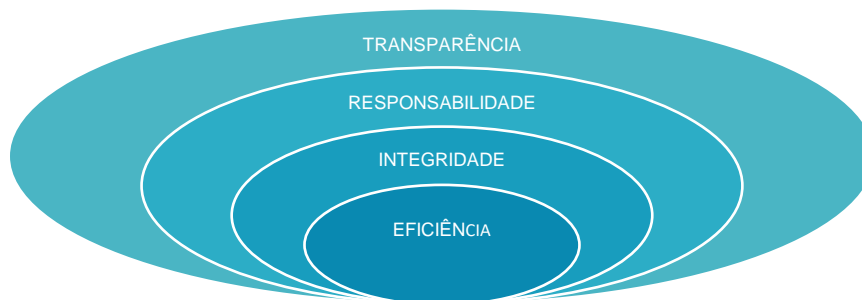 TRANSPARÊNCIA
RESPONSABILIDADE
INTEGRIDADE
EFICIÊNCIA